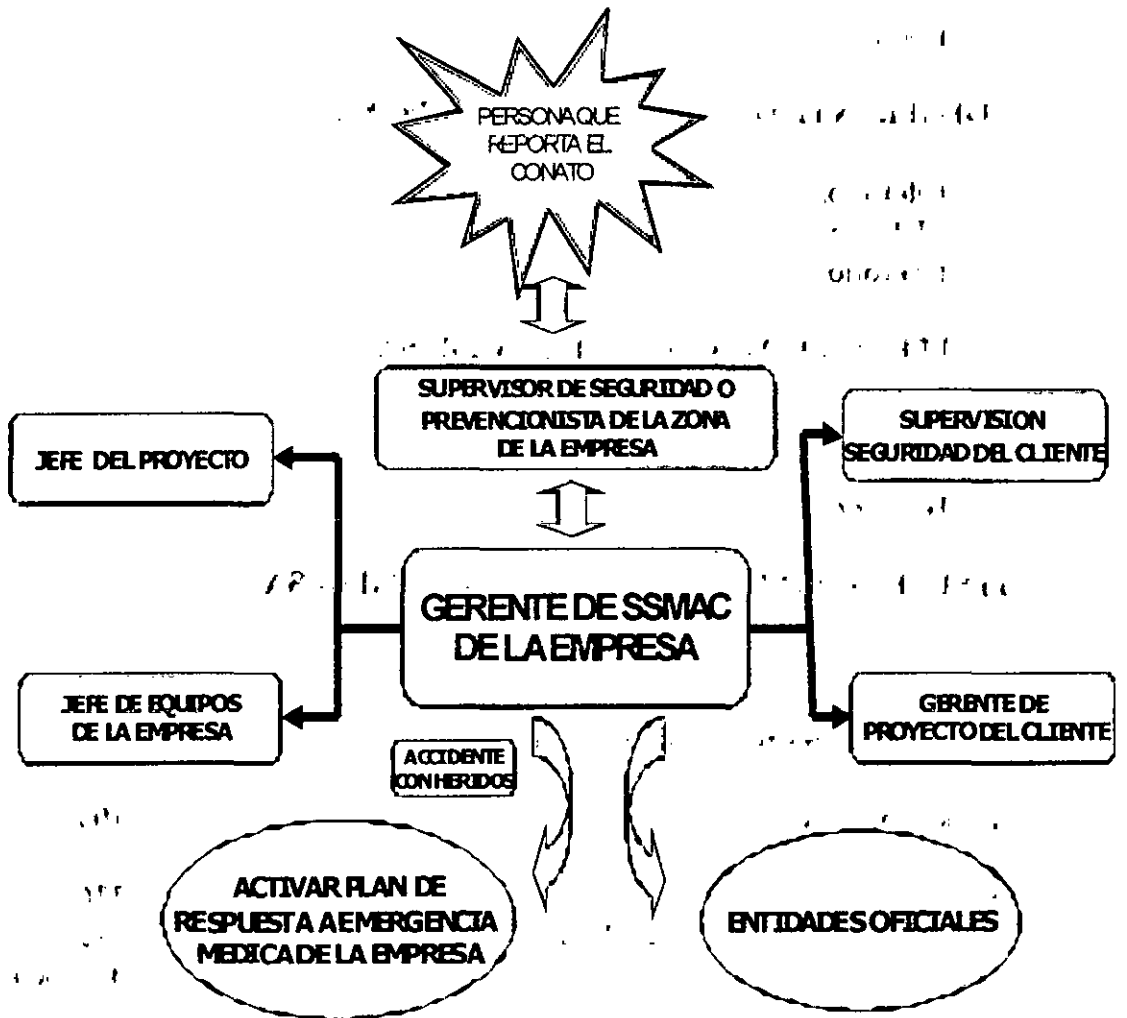 PERSONA QUE
REPORTA EL
CONATO
SUPERVISOR DE SEGURIDAD O
PREVENCIONISTA DE LA ZONA
DE LA EMPRESA
SUPERVISION
SEGURIDAD DEL CLIENTE
JEFE DEL PROYECTO
GERENTE DE SSMAC
DE LA EMPRESA
JEFE DE EQUIPOS
DE LA EMPRESA
GERENTE DE
PROYECTO DEL CLIENTE
ACCIDENTE
CON HERIDOS
ACTIVAR PLAN DE
RESPUESTA A EMERGENCIA
MEDICA DE LA EMPRESA
ENTIDADES OFICIALES